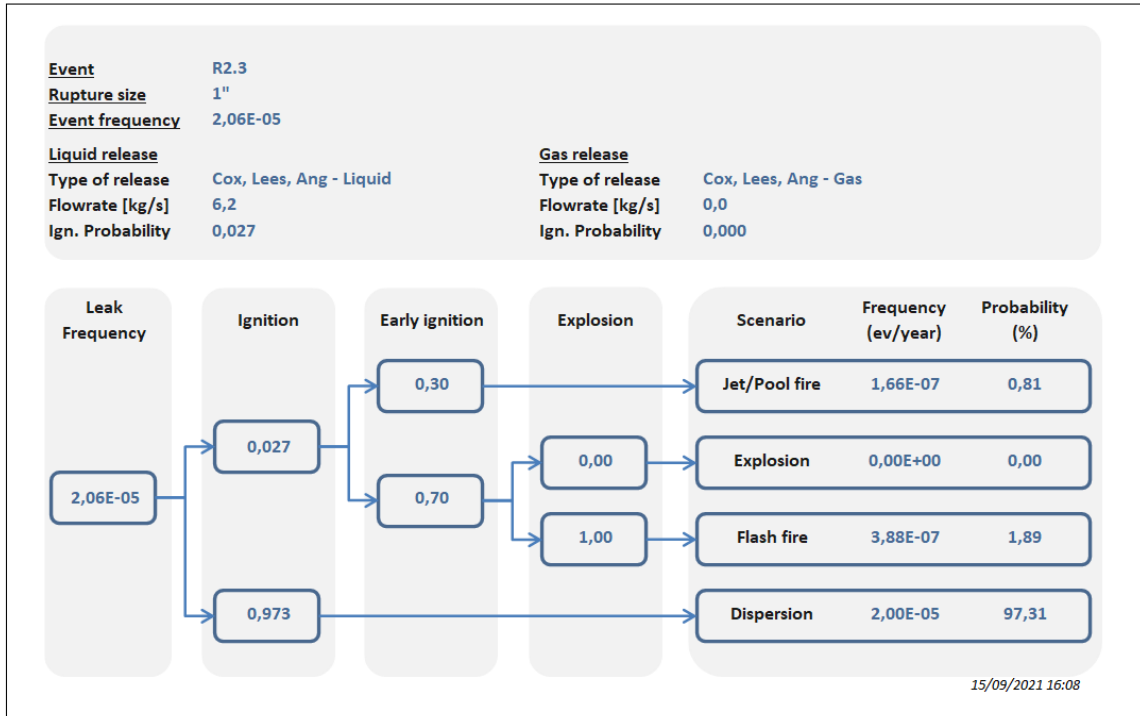 Event R2.3
Rupture size 1"
Event frequency 2,06E-05
Liquid release Gas release
Type of release Cox, Lees, Ang - Liquid Type of release Cox, Lees, Ang - Gas
Flowrate [kg/s] 6,2 Flowrate [kg/s] 0,0
Ign. Probability 0,027 Ign. Probability 0,000
Leak Frequency Ignition Early ignition Explosion Scenario Frequency (ev/year) Probability (%)
0,30 Jet/Pool fire 1,66E-07 0,81
0,027 0,00 Explosion 0,00E+00 0,00
2,06E-05 0,70
1,00 Flash fire 3,88E-07 1,89
0,973 Dispersion 2,00E-05 97,31
15/09/2021 16:08